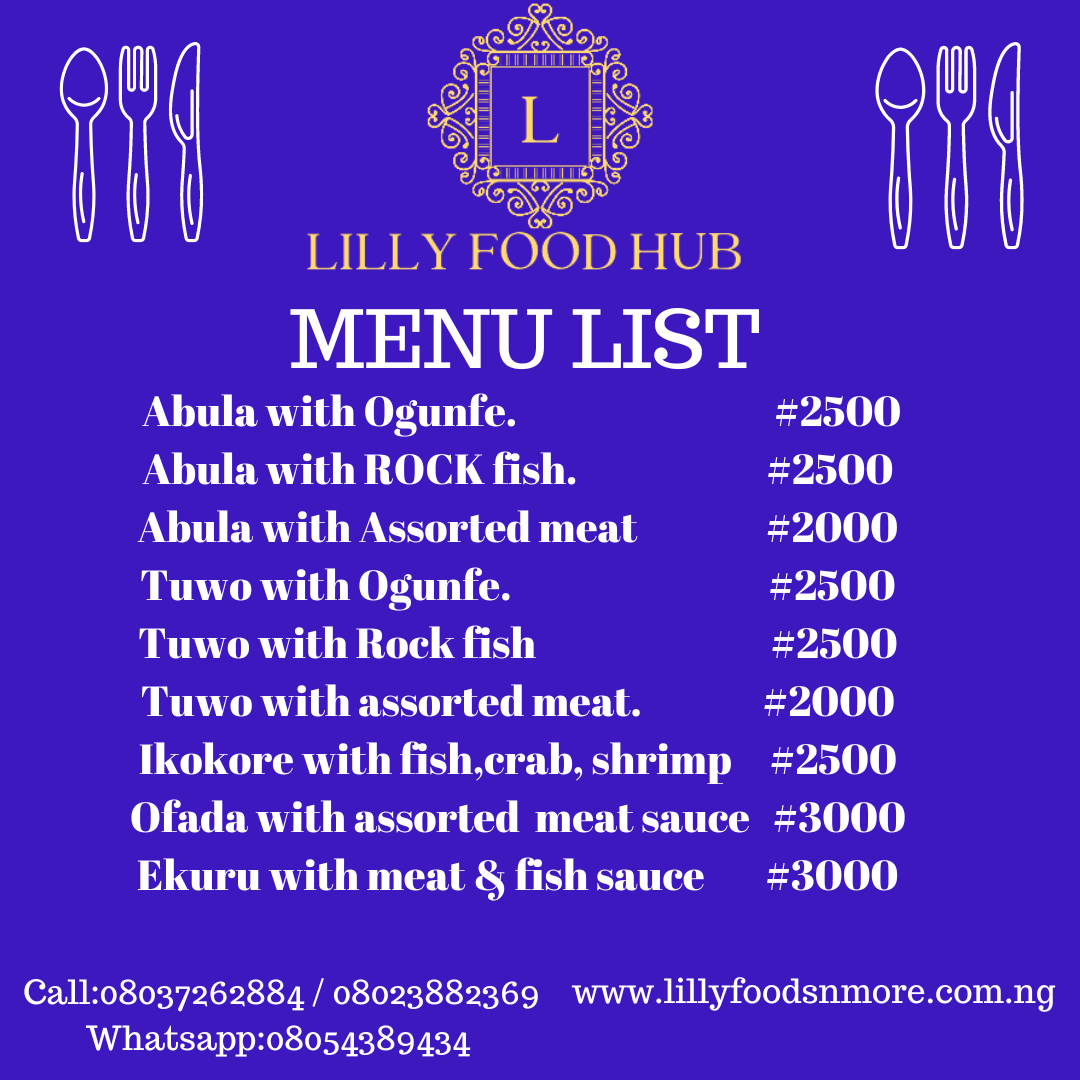 L
LILLY FOOD HUB
MENU LIST
Abula with Ogunfe. #2500
Abula with ROCK fish. #2500
Abula with Assorted meat #2000
Tuwo with Ogunfe. #2500
Tuwo with Rock fish #2500
Tuwo with assorted meat. #2000
Ikokore with fish,crab, shrimp #2500
Ofada with assorted meat sauce #3000
Ekuru with meat & fish sauce #3000
Call:08037262884 / 08023882369 www.lillyfoodsnmore.com.ng
Whatsapp:08054389434